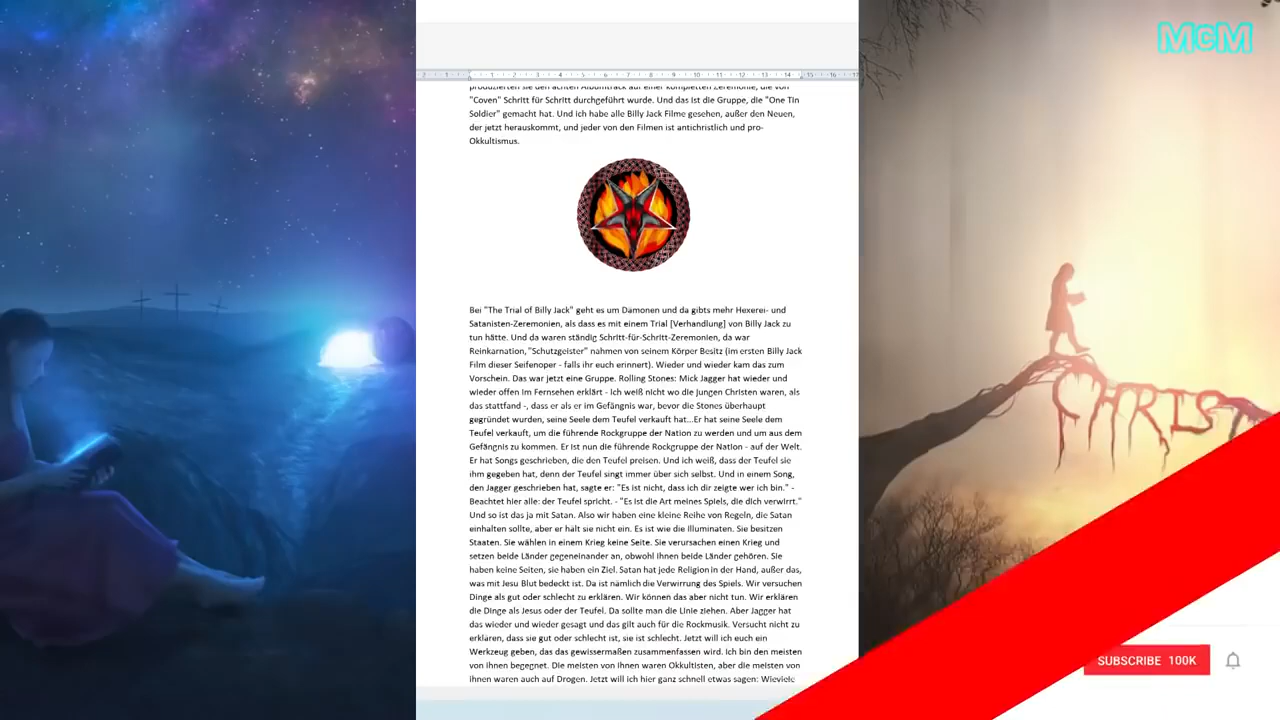 McM
2 1 1 2 3 4 5 6 7 8 9 10 11 12 13 14 15 16 17
produzierten sie den achten Albumtrack auf einer kompletten Zeremonie, die von
"Coven" Schritt für Schritt durchgeführt wurde. Und das ist die Gruppe, die "One Tin
Soldier" gemacht hat. Und ich habe alle Billy Jack Filme gesehen, außer den Neuen,
der jetzt herauskommt, und jeder von den Filmen ist antichristlich und pro-
Okkultismus.
Bei "The Trial of Billy Jack" geht es um Dämonen und da gibts mehr Hexerei- und
Satanisten-Zeremonien, als dass es mit einem Trial [Verhandlung] von Billy Jack zu
tun hätte. Und da waren ständig Schritt-für-Schritt-Zeremonien, da war
Reinkarnation, "Schutzgeister" nahmen von seinem Körper Besitz (im ersten Billy Jack
Film dieser Seifenoper - falls ihr euch erinnert). Wieder und wieder kam das zum
Vorschein. Das war jetzt eine Gruppe. Rolling Stones: Mick Jagger hat wieder und
wieder offen im Fernsehen erklärt - ich weiß nicht wo die jungen Christen waren, als
das stattfand -, dass er als er im Gefängnis war, bevor die Stones überhaupt
gegründet wurden, seine Seele dem Teufel verkauft hat...Er hat seine Seele dem
Teufel verkauft, um die führende Rockgruppe der Nation zu werden und um aus dem
Gefängnis zu kommen. Er ist nun die führende Rockgruppe der Nation - auf der Welt.
Er hat Songs geschrieben, die den Teufel preisen. Und ich weiß, dass der Teufel sie
ihm gegeben hat, denn der Teufel singt immer über sich selbst. Und in einem Song,
den Jagger geschrieben hat, sagte er: "Es ist nicht, dass ich dir zeigte wer ich bin." -
Beachtet hier alle: der Teufel spricht. - "Es ist die Art meines Spiels, die dich verwirrt."
Und so ist das ja mit Satan. Also wir haben eine kleine Reihe von Regeln, die Satan
einhalten sollte, aber er hält sie nicht ein. Es ist wie die Illuminaten. Sie besitzen
Staaten. Sie wählen in einem Krieg keine Seite. Sie verursachen einen Krieg und
setzen beide Länder gegeneinander an, obwohl Ihnen beide Länder gehören. Sie
haben keine Seiten, sie haben ein Ziel. Satan hat jede Religion in der Hand, außer das,
was mit Jesu Blut bedeckt ist. Da ist nämlich die Verwirrung des Spiels. Wir versuchen
Dinge als gut oder schlecht zu erklären. Wir können das aber nicht tun. Wir erklären
die Dinge als Jesus oder der Teufel. Da sollte man die Linie ziehen. Aber Jagger hat
das wieder und wieder gesagt und das gilt auch für die Rockmusik. Versucht nicht zu
erklären, dass sie gut oder schlecht ist, sie ist schlecht. Jetzt will ich euch ein
Werkzeug geben, das das gewissermaßen zusammenfassen wird. Ich bin den meisten
von Ihnen begegnet. Die meisten von Ihnen waren Okkultisten, aber die meisten von
ihnen waren auch auf Drogen. Jetzt will ich hier ganz schnell etwas sagen: Wieviele
CHRIST
SUBSCRIBE 100K